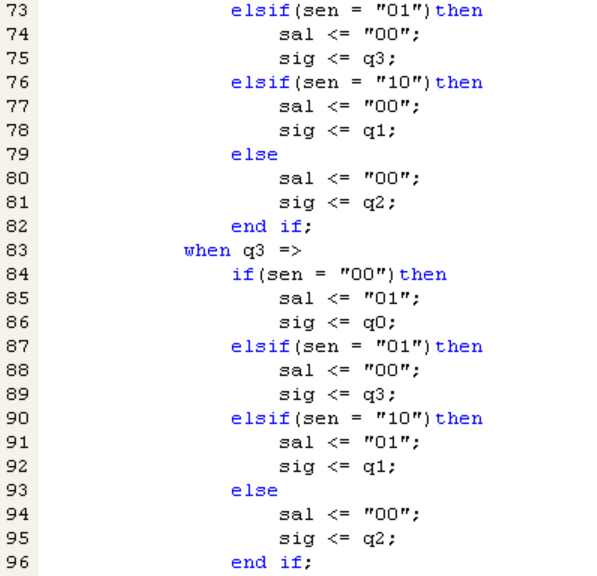 73 elsif(sen = "01")then
74 sal <= "00";
75 sig <= q3;
76 elsif(sen = "10")then
77 sal <= "00";
78 sig <= q1;
79 else
80 sal <= "00";
81 sig <= q2;
82 end if;
83 when q3 =>
84 if(sen = "00")then
85 sal <= "01";
86 sig <= q0;
87 elsif(sen = "01")then
88 sal <= "00";
89 sig <= q3;
90 elsif(sen = "10")then
91 sal <= "01";
92 sig <= q1;
93 else
94 sal <= "00";
95 sig <= q2;
96 end if;